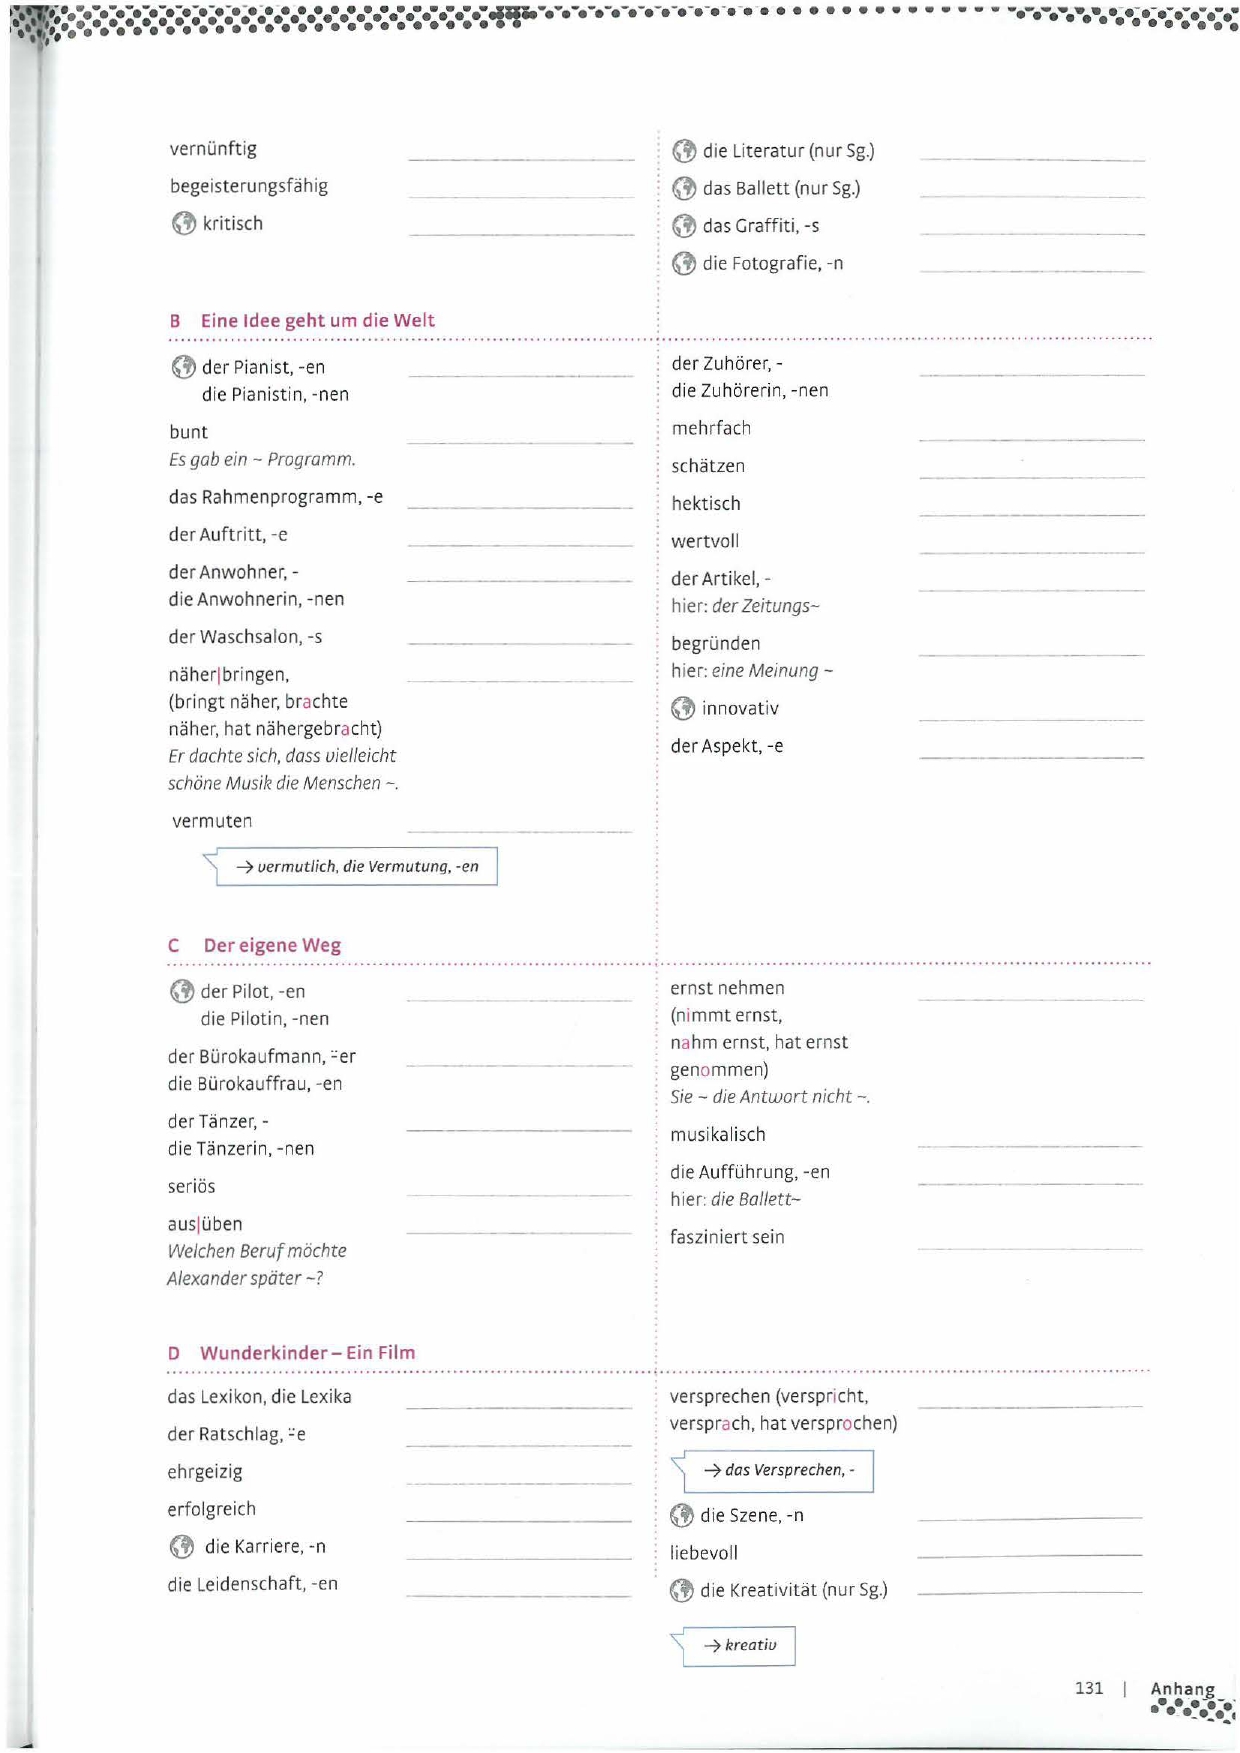 vernünftig
begeisterungsfähig
kritisch
die Literatur (nur Sg.)
das Ballett (nur Sg.)
das Graffiti, -s
die Fotografie, -n
B Eine Idee geht um die Welt
der Pianist, -en
die Pianistin, -nen
bunt
Es gab ein ~ Programm.
das Rahmenprogramm, -e
der Auftritt, -e
der Anwohner, -
die Anwohnerin, -nen
der Waschsalon, -s
näher|bringen,
(bringt näher, brachte
näher, hat nähergebracht)
Er dachte sich, dass vielleicht
schöne Musik die Menschen ~.
vermuten
→ vermutlich, die Vermutung, -en
der Zuhörer, -
die Zuhörerin, -nen
mehrfach
schätzen
hektisch
wertvoll
der Artikel, -
hier: der Zeitungs~
begründen
hier: eine Meinung ~
innovativ
der Aspekt, -e
C Der eigene Weg
der Pilot, -en
die Pilotin, -nen
der Bürokaufmann, ⸚er
die Bürokauffrau, -en
der Tänzer, -
die Tänzerin, -nen
seriös
aus|üben
Welchen Beruf möchte
Alexander später ~?
ernst nehmen
(nimmt ernst,
nahm ernst, hat ernst
genommen)
Sie ~ die Antwort nicht ~.
musikalisch
die Aufführung, -en
hier: die Ballett~
fasziniert sein
D Wunderkinder – Ein Film
das Lexikon, die Lexika
der Ratschlag, ⸚e
ehrgeizig
erfolgreich
die Karriere, -n
die Leidenschaft, -en
versprechen (verspricht,
versprach, hat versprochen)
→ das Versprechen, -
die Szene, -n
liebevoll
die Kreativität (nur Sg.)
→ kreativ
131 | Anhang